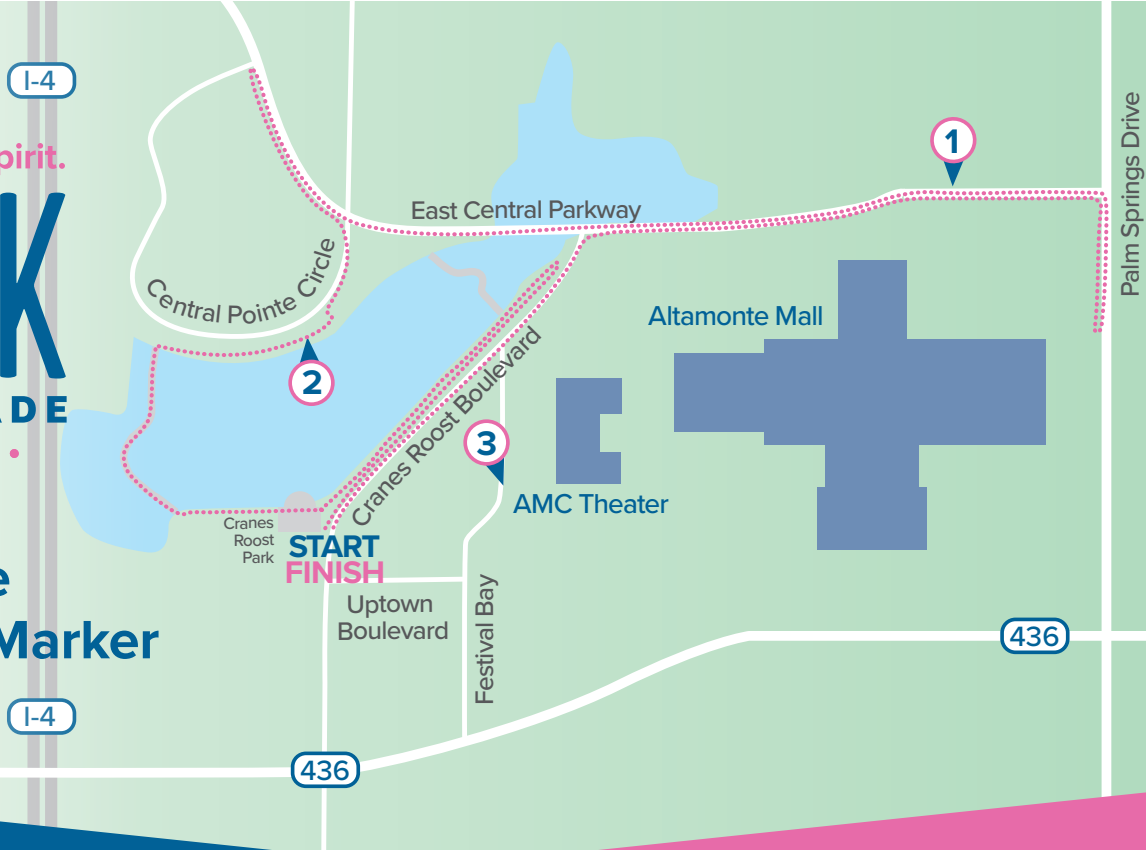 I-4
pirit.
K
ADE
e
Marker
I-4
1
East Central Parkway
Palm Springs Drive
Central Pointe Circle
Altamonte Mall
2
Cranes Roost Boulevard
3
AMC Theater
Cranes
Roost
Park
START
FINISH
Uptown
Boulevard
Festival Bay
436
436